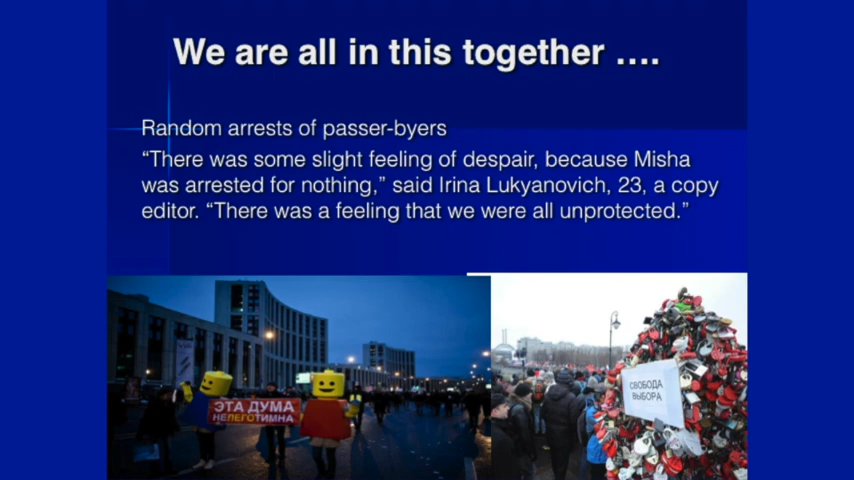 We are all in this together ….
Random arrests of passer-byers
“There was some slight feeling of despair, because Misha
was arrested for nothing,” said Irina Lukyanovich, 23, a copy
editor. “There was a feeling that we were all unprotected.”
ЭТА ДУМА
НЕЛЕГОТИМНА
СВОБОДА
ВЫБОРА